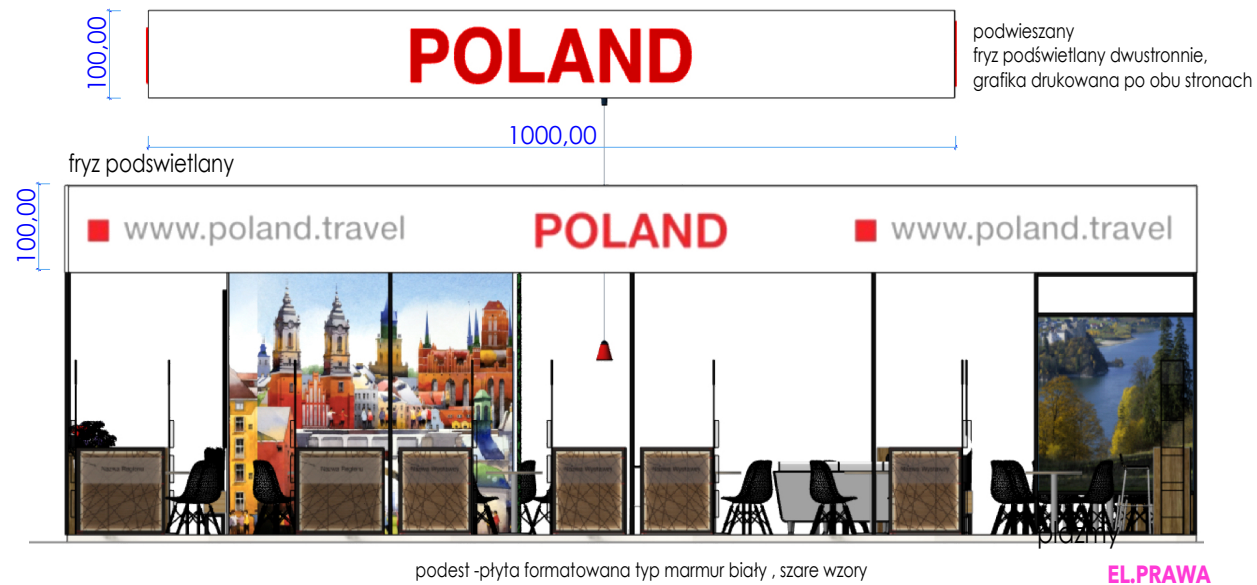 100,00
POLAND
podwieszany
fryz podświetlany dwustronnie,
grafika drukowana po obu stronach
1000,00
fryz podswietlany
100,00
www.poland.travel
POLAND
www.poland.travel
plazmy
podest -płyta formatowana typ marmur biały , szare wzory
EL.PRAWA